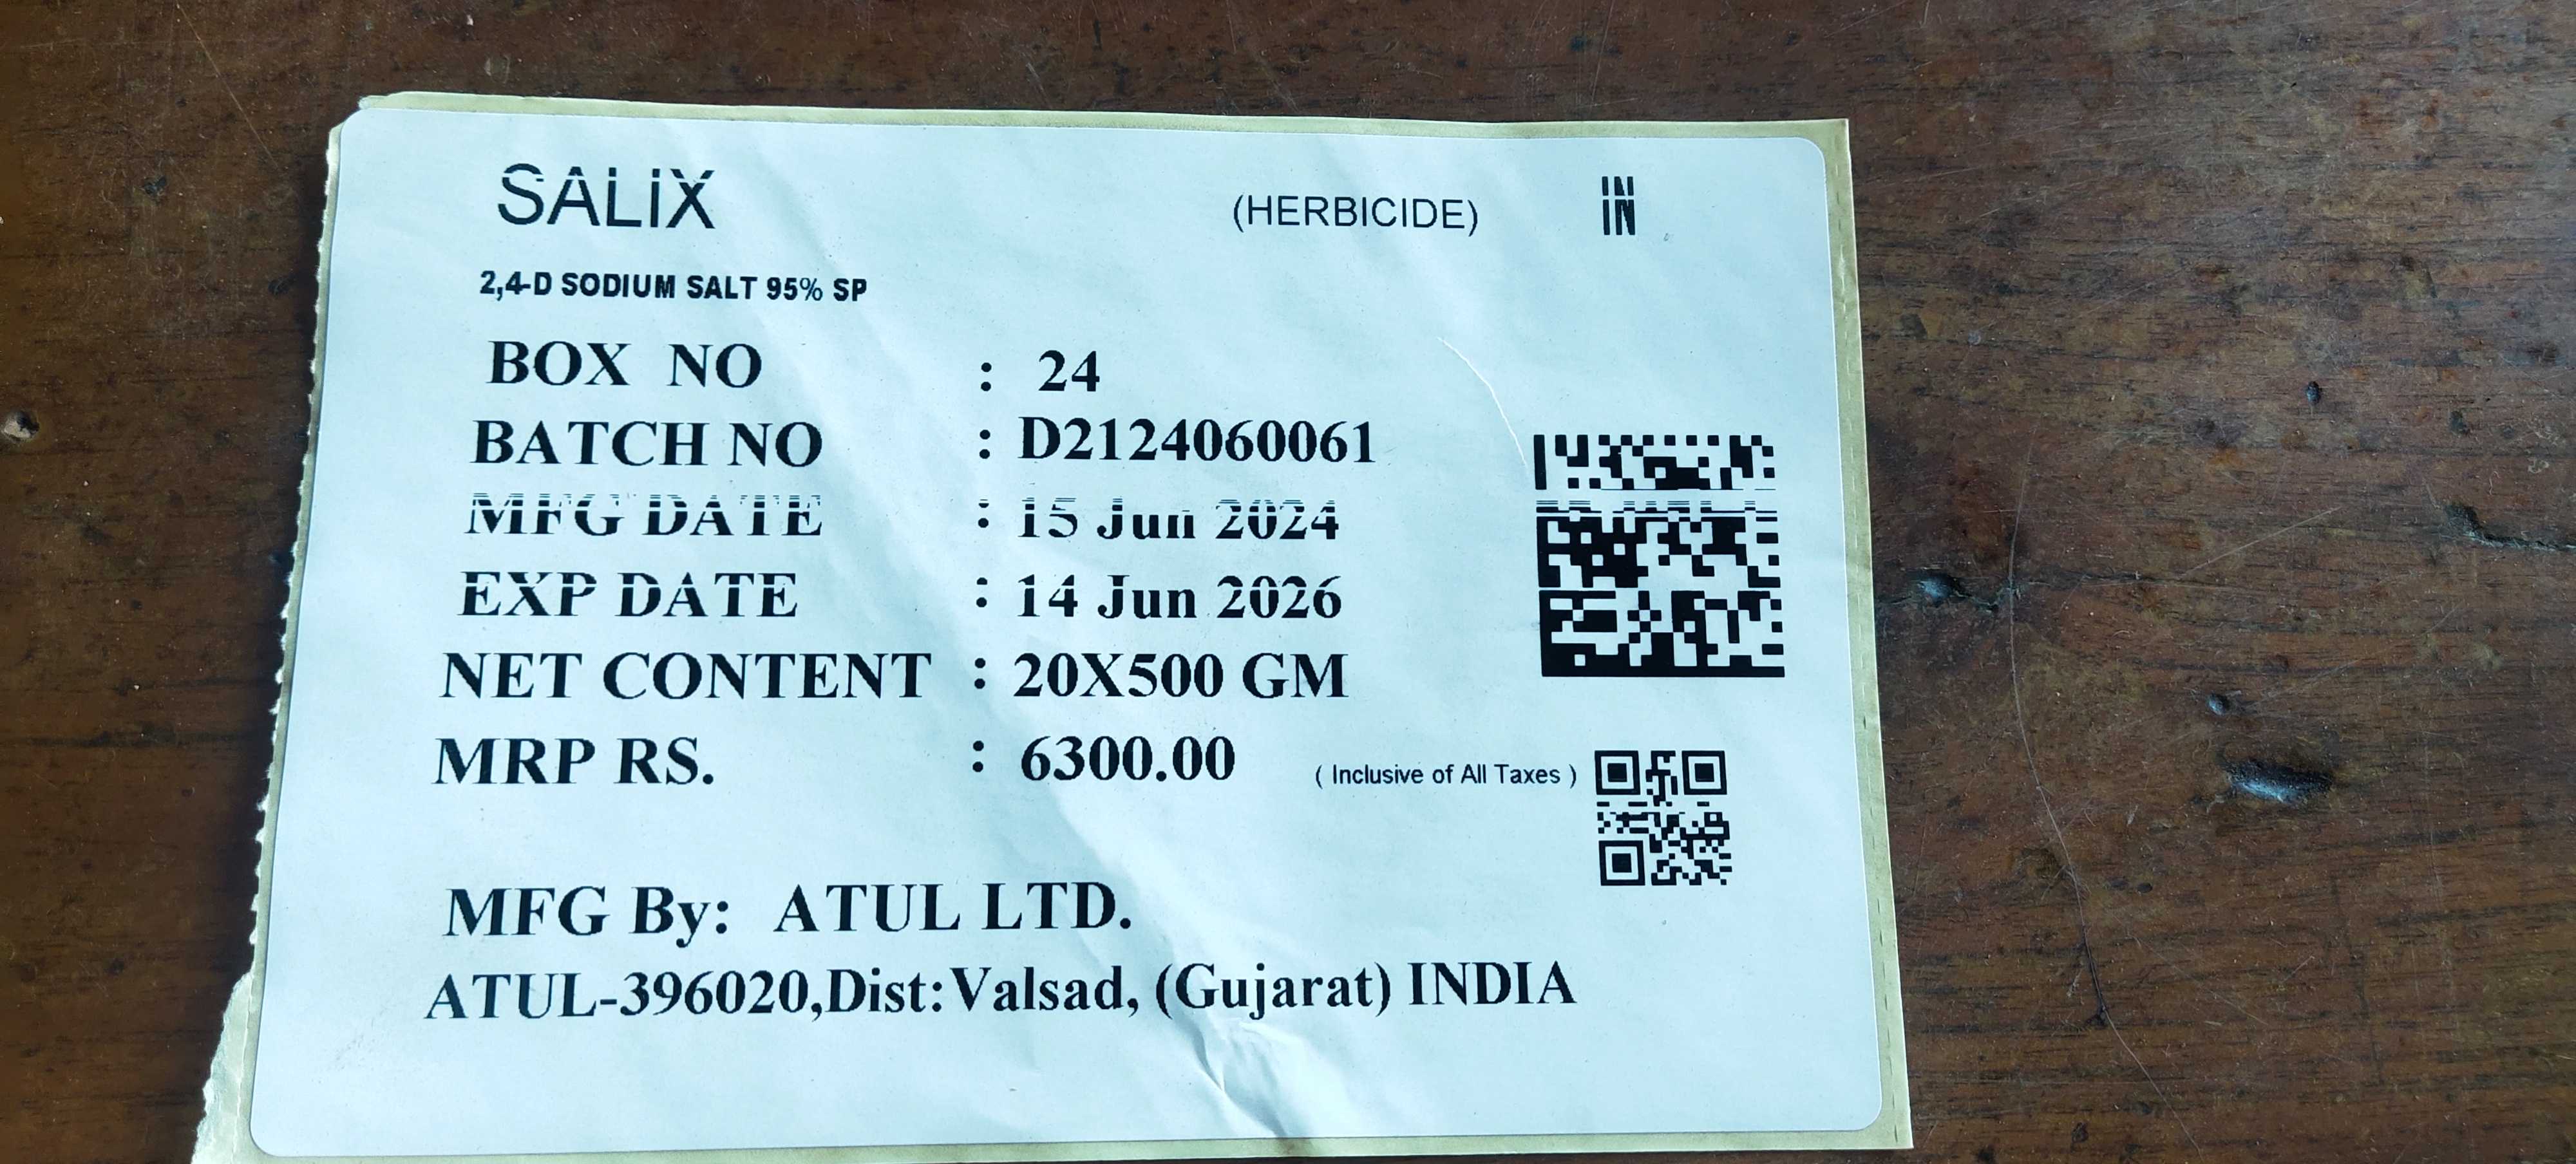 SALIX (HERBICIDE) IN
2,4-D SODIUM SALT 95% SP
BOX NO : 24
BATCH NO : D2124060061
MFG DATE : 15 Jun 2024
EXP DATE : 14 Jun 2026
NET CONTENT : 20X500 GM
MRP RS. : 6300.00 ( Inclusive of All Taxes )
MFG By: ATUL LTD.
ATUL-396020,Dist:Valsad, (Gujarat) INDIA